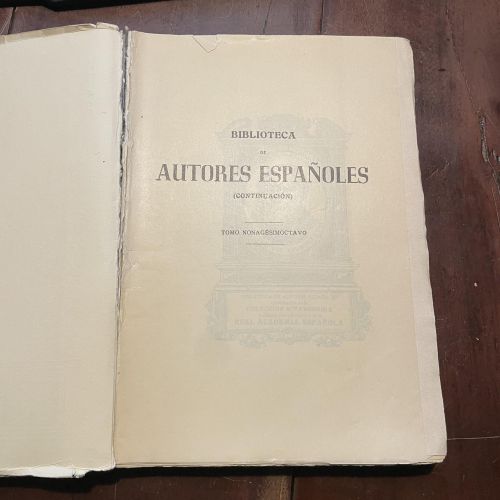 BIBLIOTECA
DE
AUTORES ESPAÑOLES
(CONTINUACIÓN)
TOMO NONAGÉSIMOCTAVO
REAL ACADEMIA ESPAÑOLA